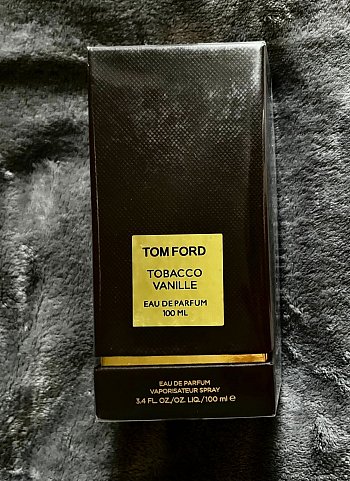 TOM FORD
TOBACCO
VANILLE
EAU DE PARFUM
100 ML
EAU DE PARFUM
VAPORISATEUR SPRAY
3.4 FL. OZ./OZ. LIQ./100 ml ℮